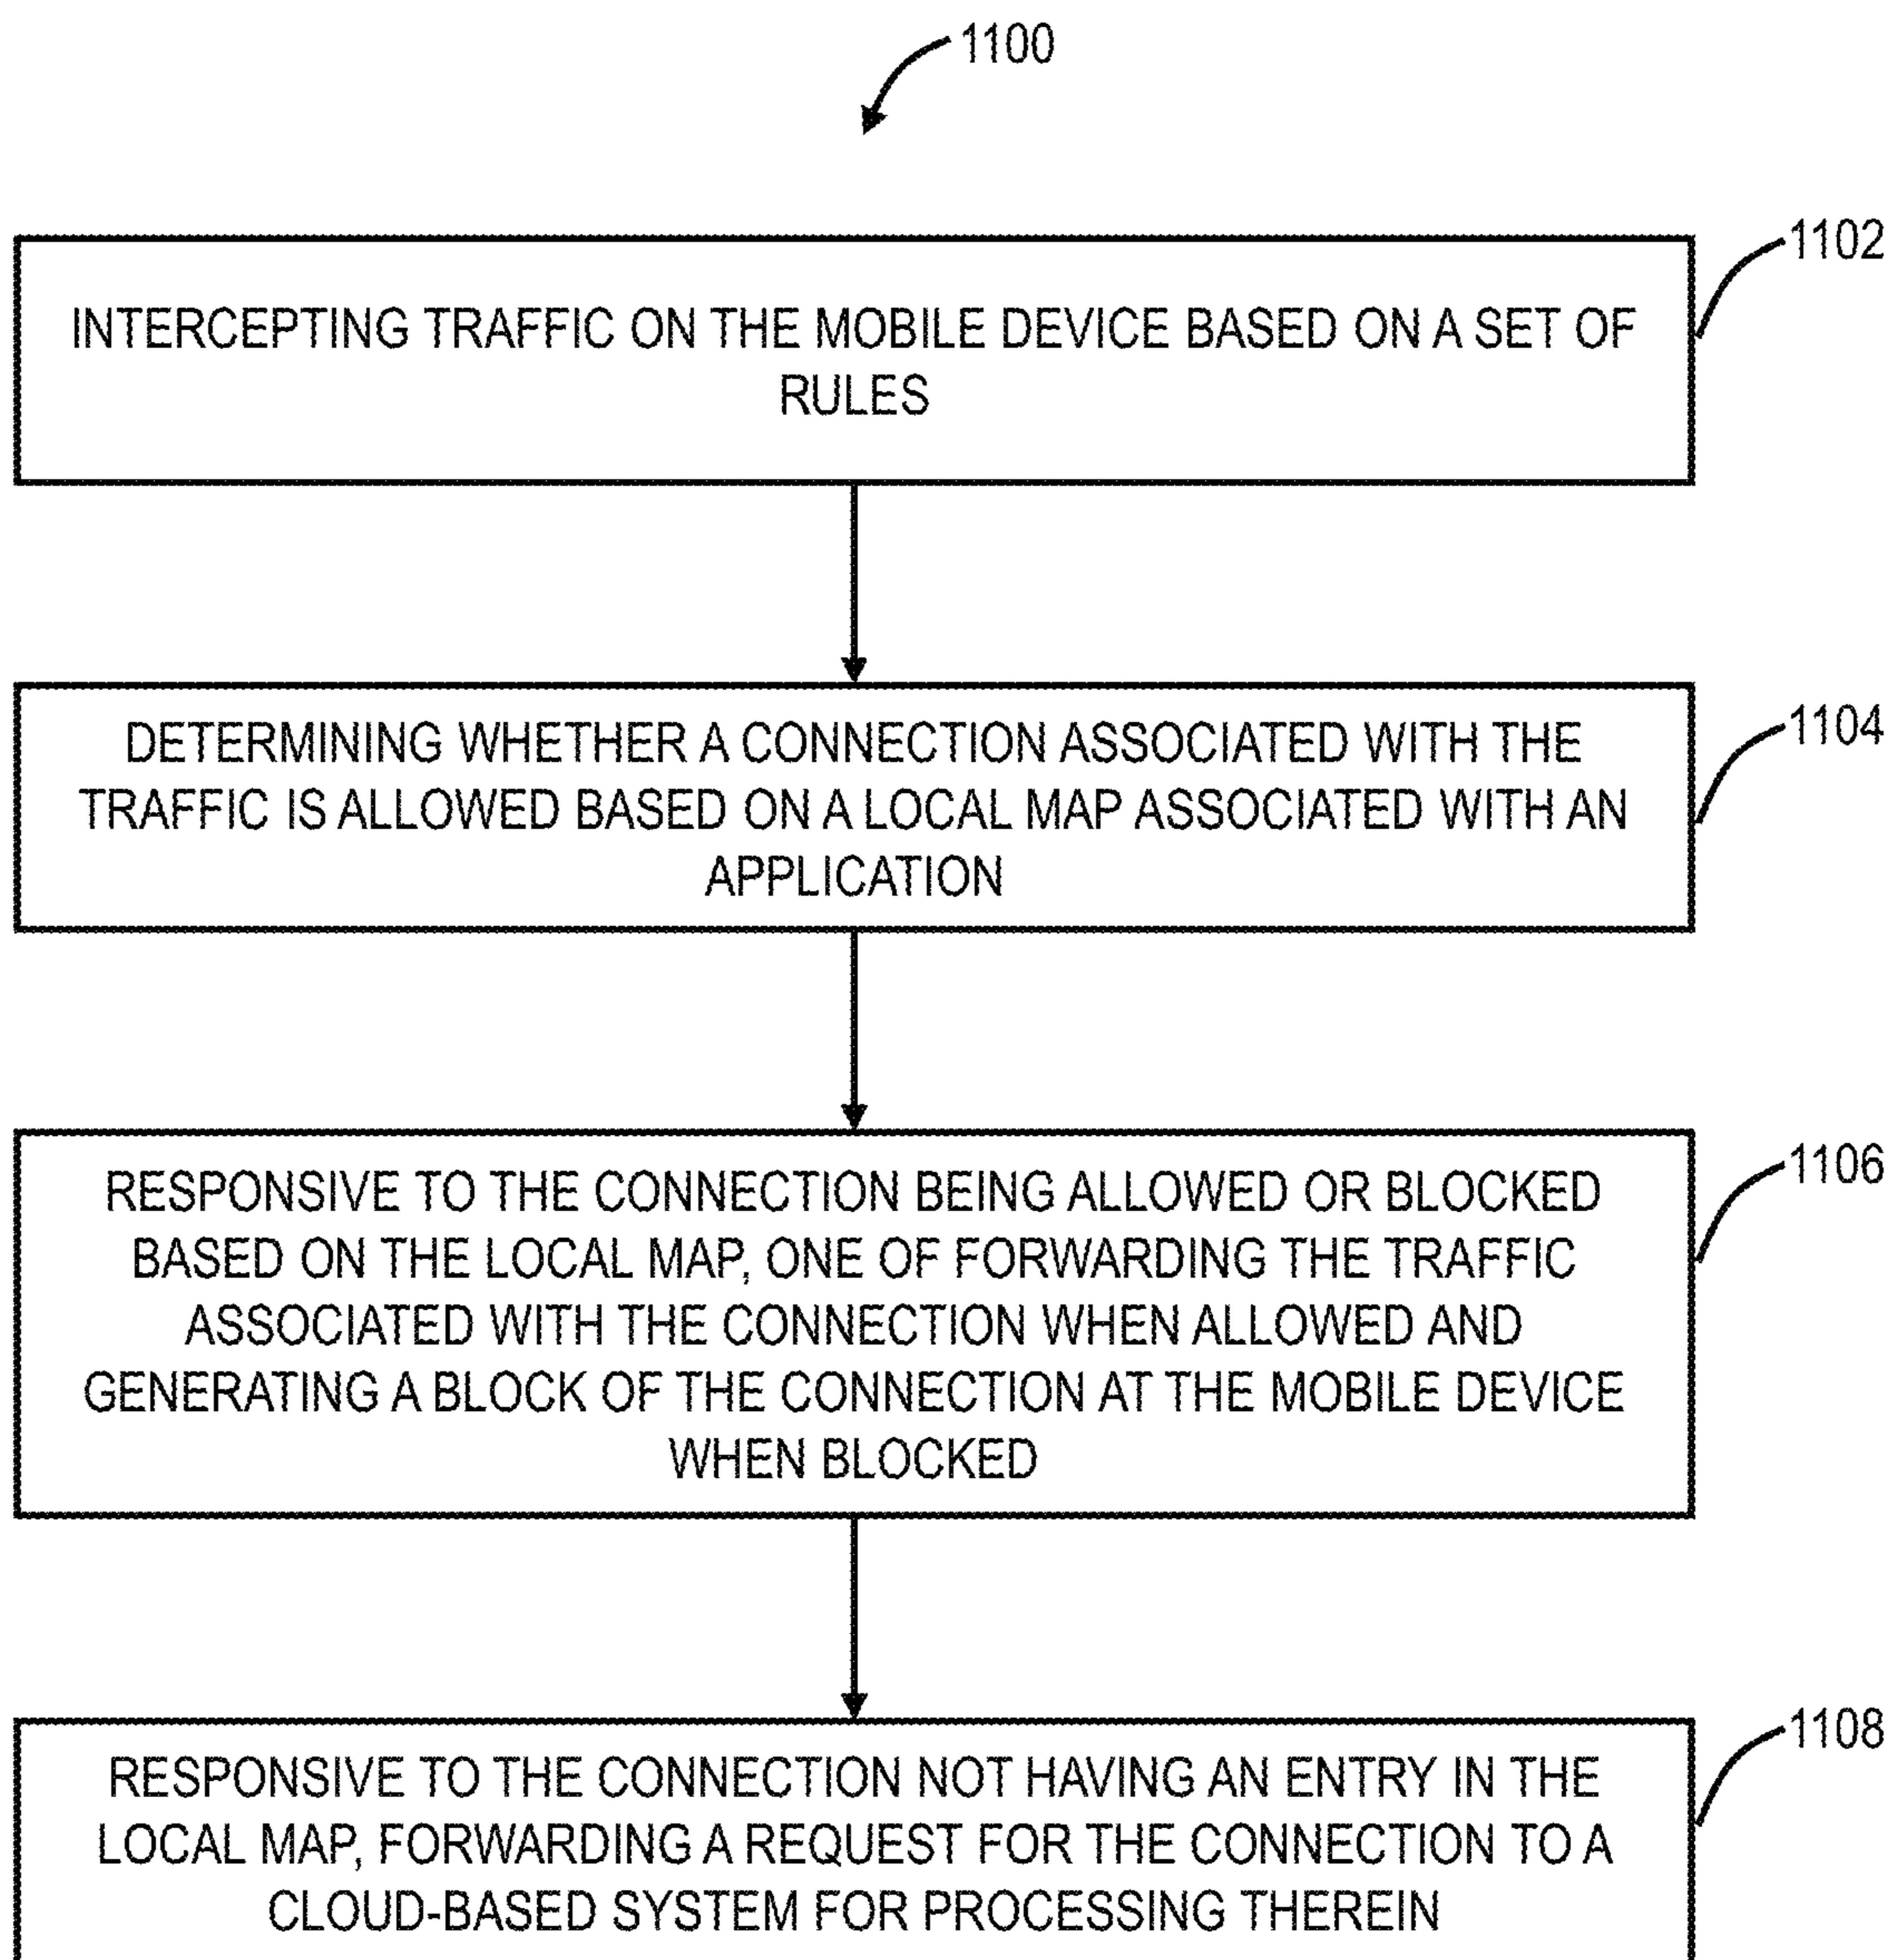 1100
1102
INTERCEPTING TRAFFIC ON THE MOBILE DEVICE BASED ON A SET OF
RULES
1104
DETERMINING WHETHER A CONNECTION ASSOCIATED WITH THE
TRAFFIC IS ALLOWED BASED ON A LOCAL MAP ASSOCIATED WITH AN
APPLICATION
1106
RESPONSIVE TO THE CONNECTION BEING ALLOWED OR BLOCKED
BASED ON THE LOCAL MAP, ONE OF FORWARDING THE TRAFFIC
ASSOCIATED WITH THE CONNECTION WHEN ALLOWED AND
GENERATING A BLOCK OF THE CONNECTION AT THE MOBILE DEVICE
WHEN BLOCKED
1108
RESPONSIVE TO THE CONNECTION NOT HAVING AN ENTRY IN THE
LOCAL MAP, FORWARDING A REQUEST FOR THE CONNECTION TO A
CLOUD-BASED SYSTEM FOR PROCESSING THEREIN